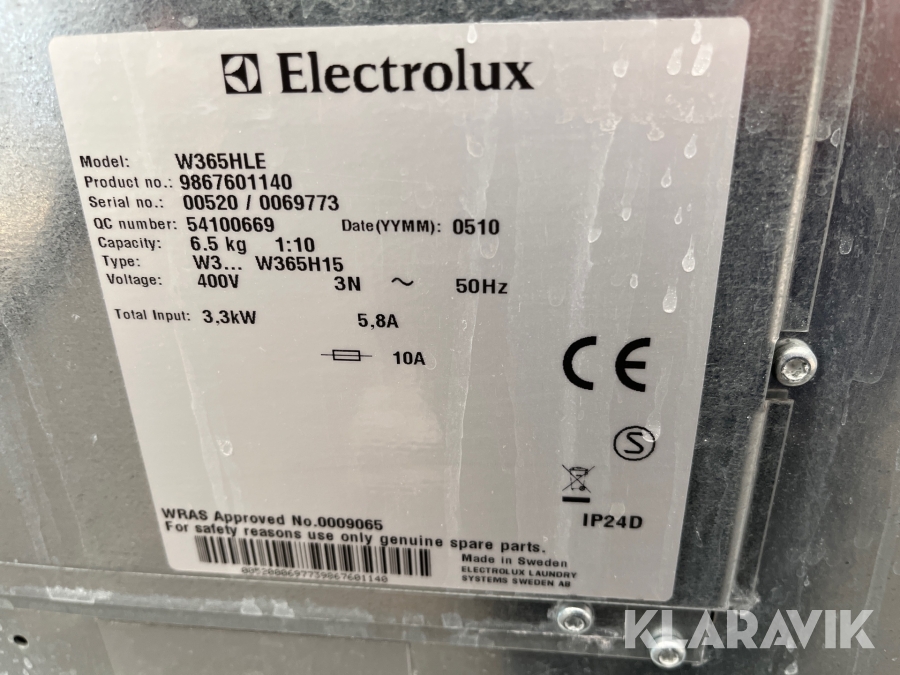 Electrolux
Model: W365HLE
Product no.: 9867601140
Serial no.: 00520 / 0069773
QC number: 54100669 Date(YYMM): 0510
Capacity: 6.5 kg 1:10
Type: W3... W365H15
Voltage: 400V 3N ~ 50Hz
Total Input: 3,3kW 5,8A
10A
CE
S
IP24D
WRAS Approved No.0009065
For safety reasons use only genuine spare parts.
Made in Sweden
ELECTROLUX LAUNDRY
SYSTEMS SWEDEN AB
0052000697739867601140
KLARAVIK